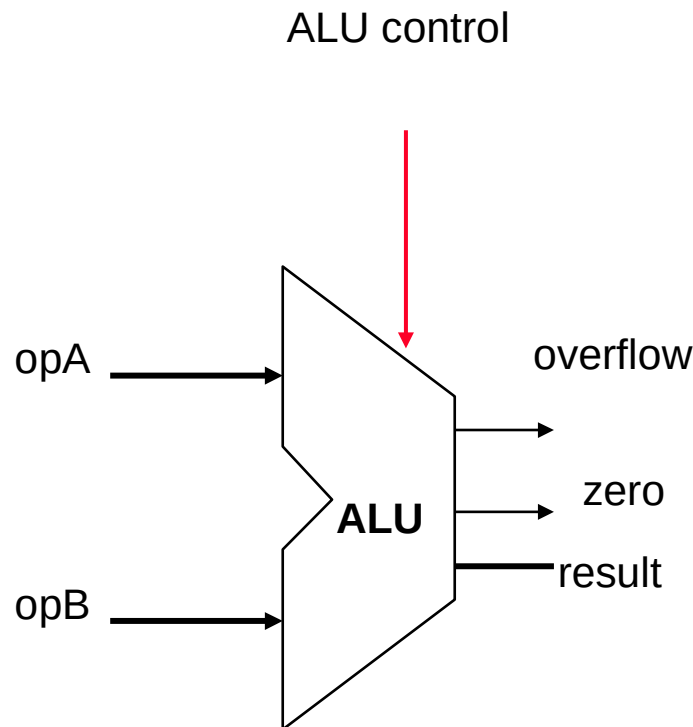 ALU control
opA
overflow
zero
ALU
result
opB